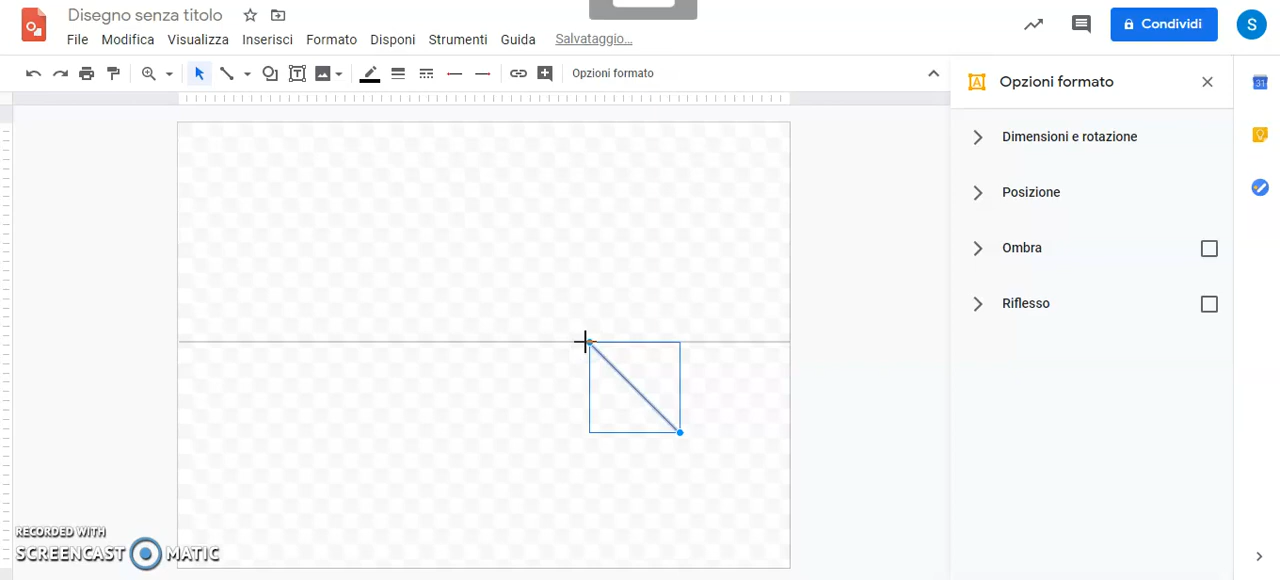 Disegno senza titolo
File Modifica Visualizza Inserisci Formato Disponi Strumenti Guida Salvataggio...
Condividi
S
Opzioni formato
Opzioni formato
Dimensioni e rotazione
Posizione
Ombra
Riflesso
31
RECORDED WITH
SCREENCAST MATIC